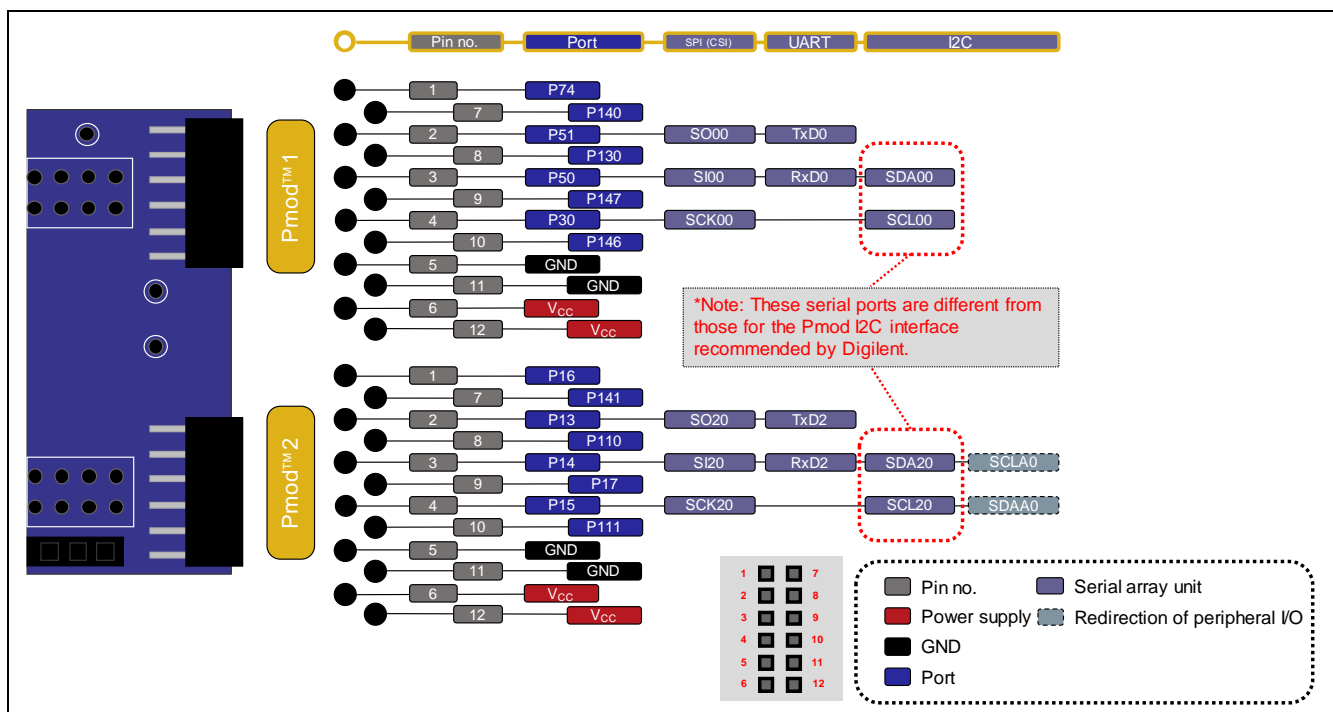 Pin no. Port SPI (CSI) UART I2C
Pmod™1
1 P74
7 P140
2 P51 SO00 TxD0
8 P130
3 P50 SI00 RxD0 SDA00
9 P147
4 P30 SCK00 SCL00
10 P146
5 GND
11 GND
6 VCC
12 VCC
*Note: These serial ports are different from
those for the Pmod I2C interface
recommended by Digilent.
Pmod™2
1 P16
7 P141
2 P13 SO20 TxD2
8 P110
3 P14 SI20 RxD2 SDA20 SCLA0
9 P17
4 P15 SCK20 SCL20 SDAA0
10 P111
5 GND
11 GND
6 VCC
12 VCC
1 7
2 8
3 9
4 10
5 11
6 12
Pin no. Serial array unit
Power supply Redirection of peripheral I/O
GND
Port